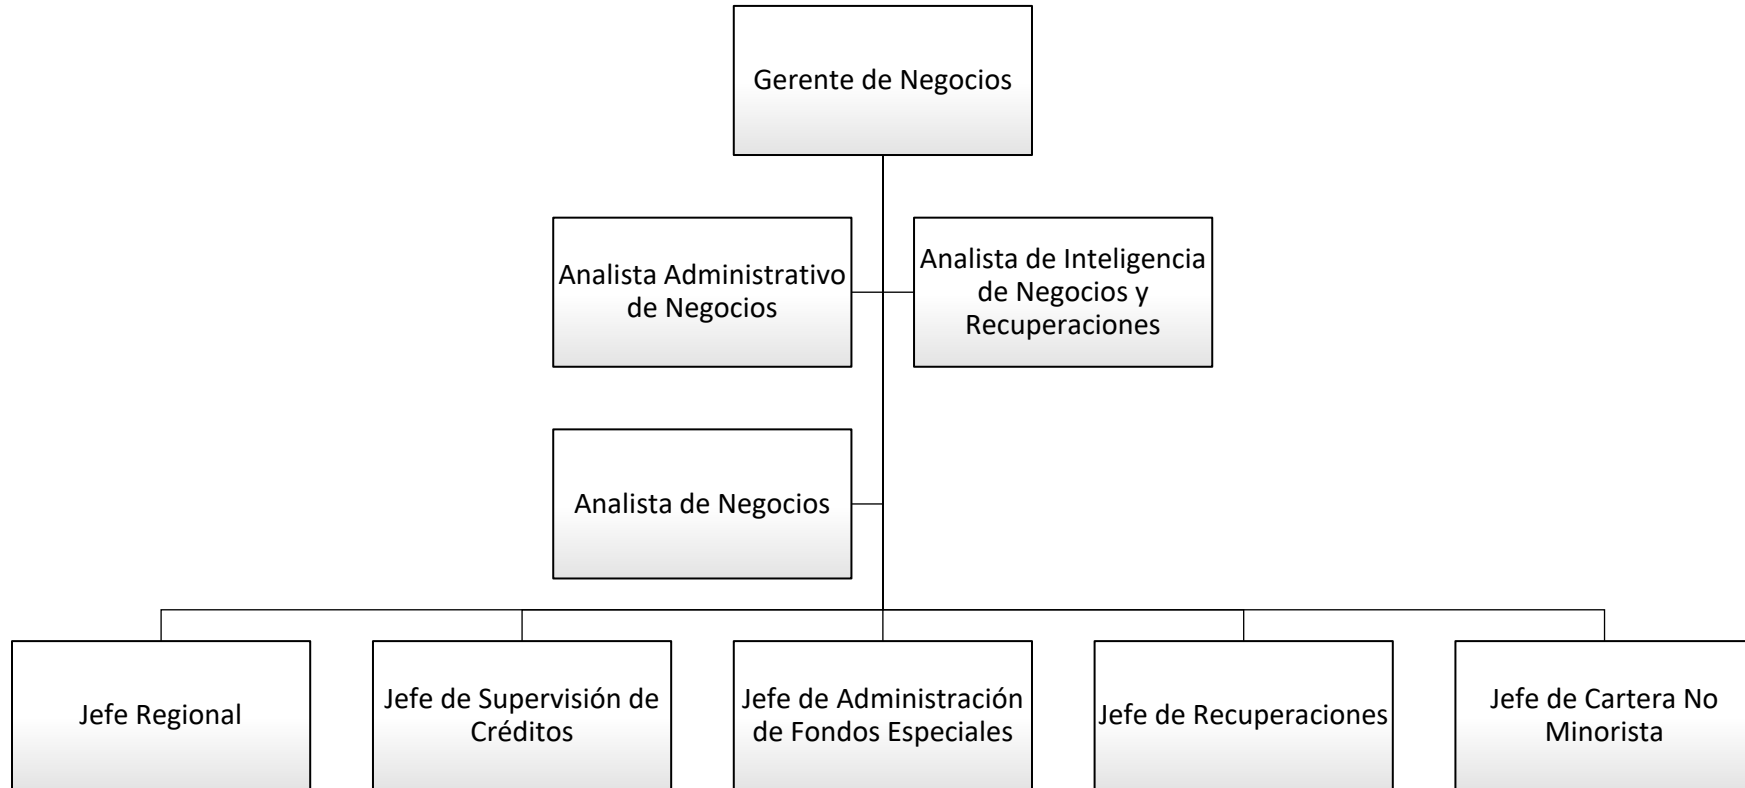 Gerente de Negocios
Analista Administrativo
de Negocios
Analista de Inteligencia
de Negocios y
Recuperaciones
Analista de Negocios
Jefe Regional
Jefe de Supervisión de
Créditos
Jefe de Administración
de Fondos Especiales
Jefe de Recuperaciones
Jefe de Cartera No
Minorista